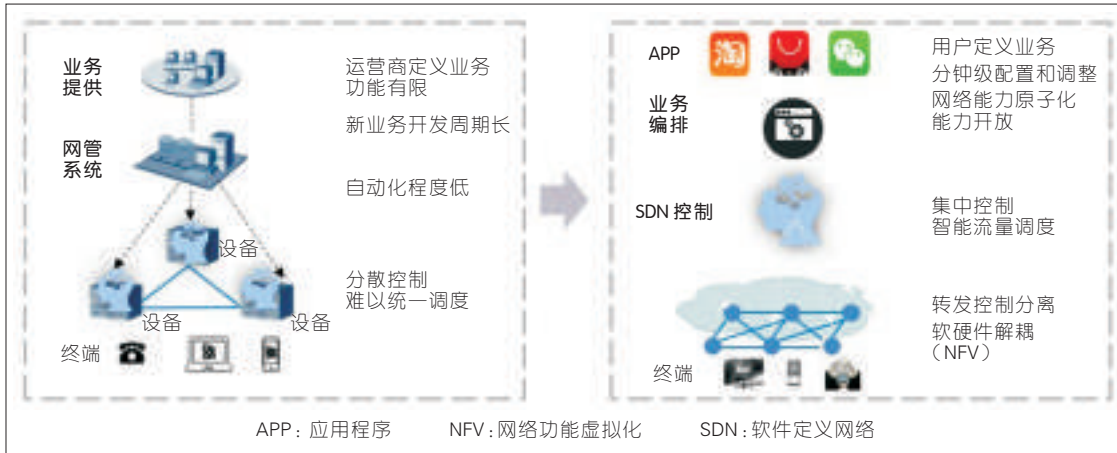 业务
提供
运营商定义业务
功能有限
新业务开发周期长
网管
系统
自动化程度低
设备
分散控制
难以统一调度
设备
设备
终端
APP
淘
用户定义业务
分钟级配置和调整
网络能力原子化
能力开放
业务
编排
SDN 控制
集中控制
智能流量调度
转发控制分离
软硬件解耦
（NFV）
终端
APP：应用程序 NFV：网络功能虚拟化 SDN：软件定义网络